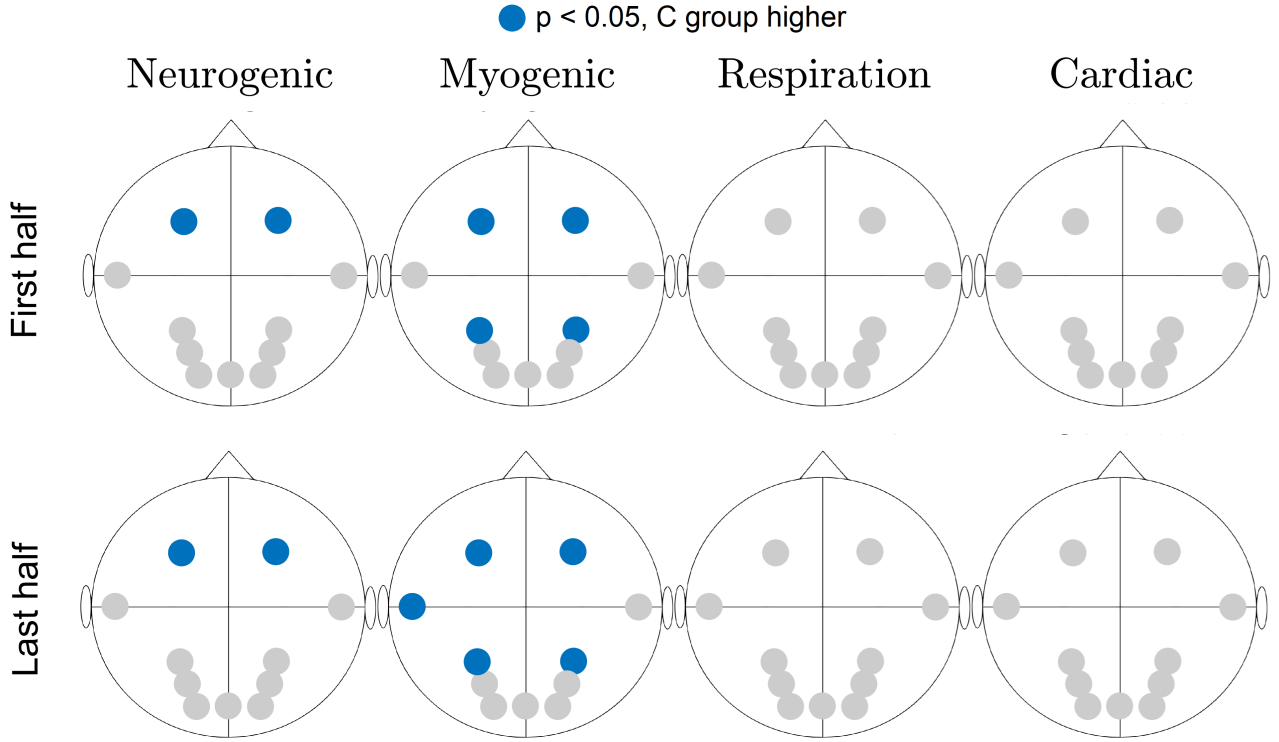 p < 0.05, C group higher
Neurogenic Myogenic Respiration Cardiac
First half
Last half